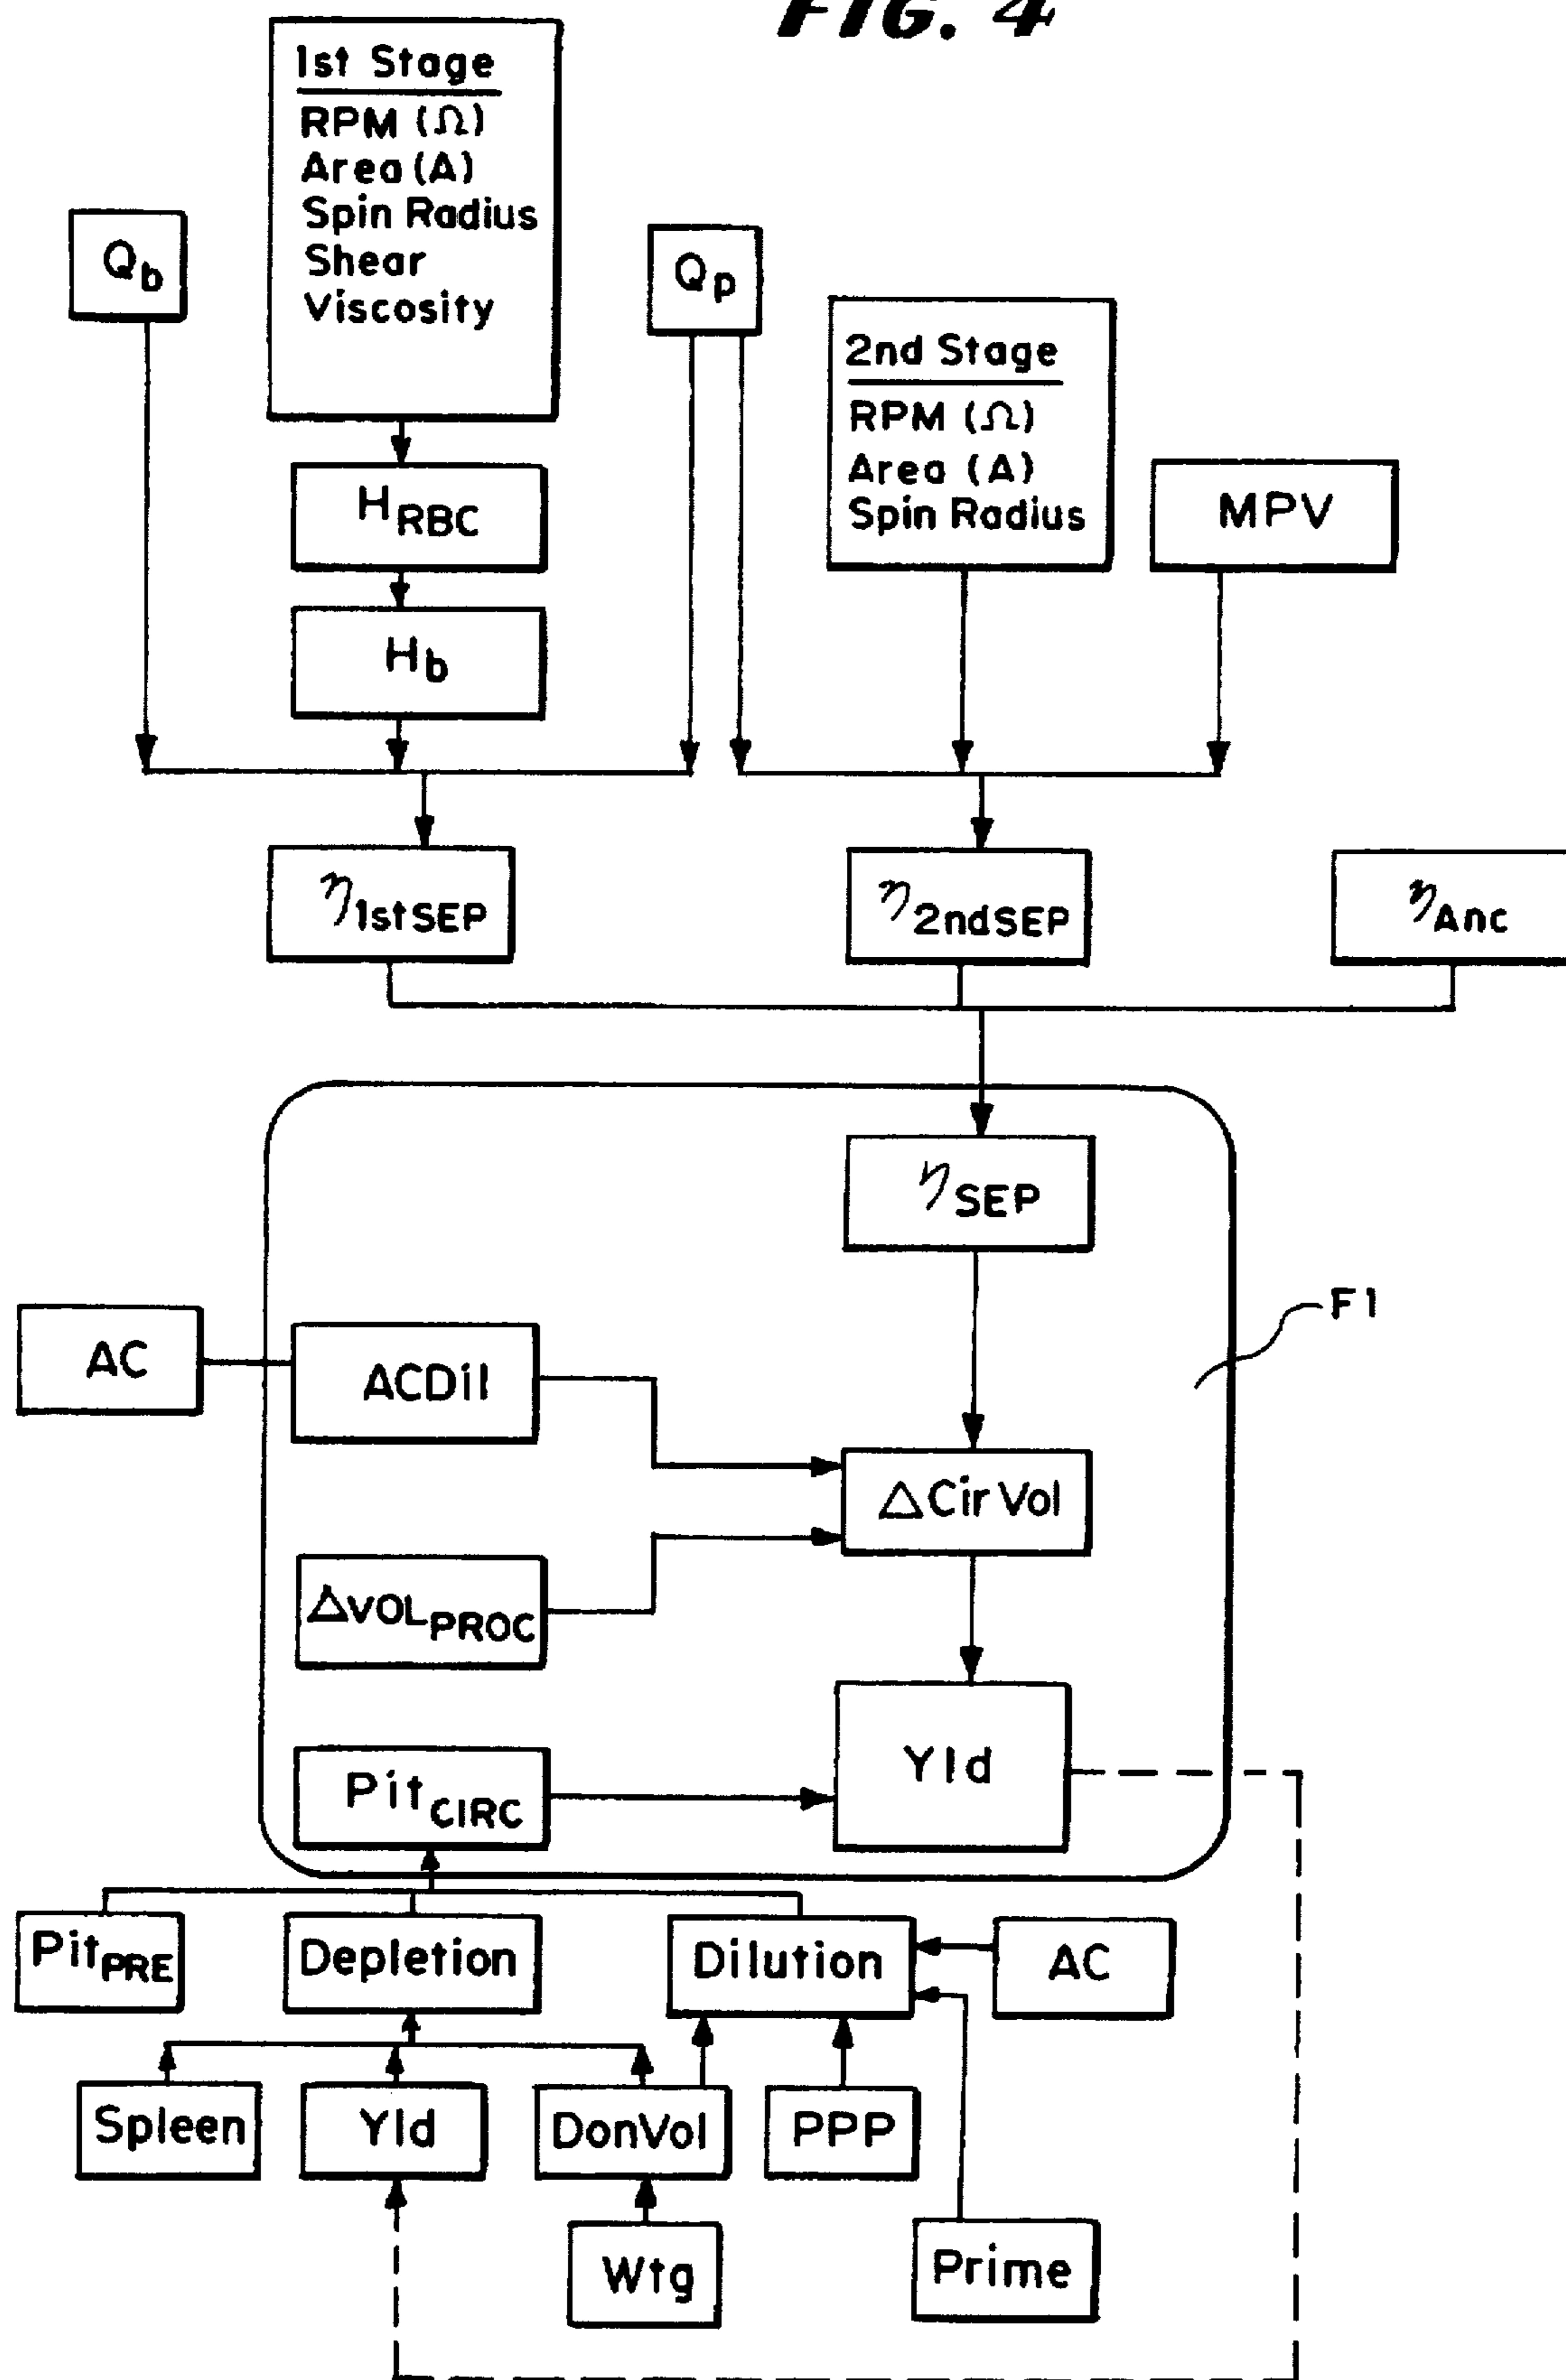 FIG. 4
1st Stage
RPM (Ω)
Area (A)
Spin Radius
Shear
Viscosity
Qb
Qp
2nd Stage
RPM (Ω)
Area (A)
Spin Radius
MPV
HRBC
Hb
η1stSEP
η2ndSEP
ηAnc
ηSEP
F1
AC
ACDil
ΔCirVol
ΔVOLPROC
Yld
PltCIRC
PltPRE
Depletion
Dilution
AC
Spleen
Yld
DonVol
PPP
Wtg
Prime